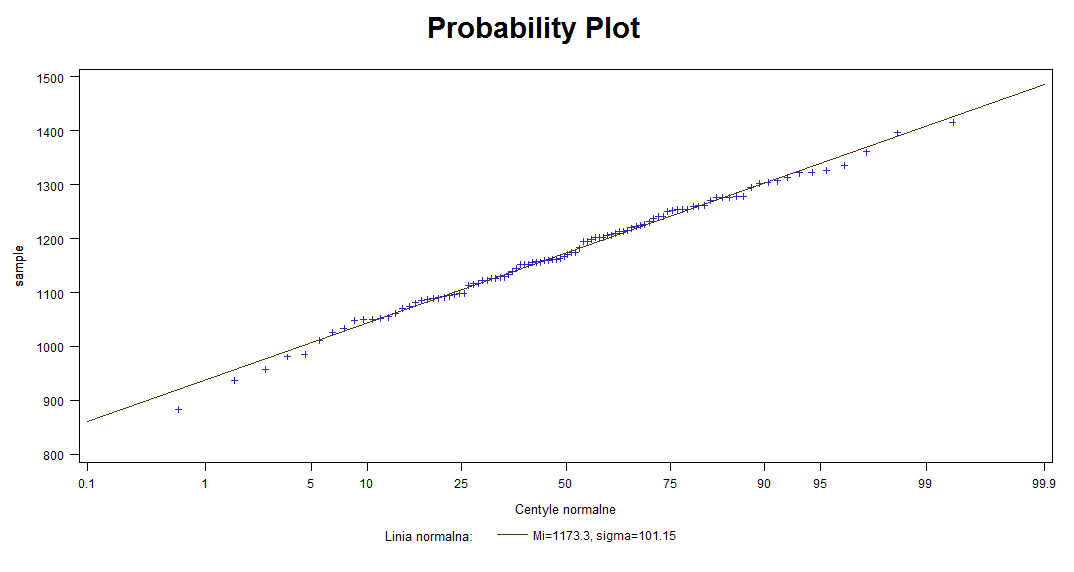 Probability Plot
1500
1400
1300
1200
1100
1000
900
800
sample
0.1 1 5 10 25 50 75 90 95 99 99.9
Centyle normalne
Linia normalna: Mi=1173.3, sigma=101.15